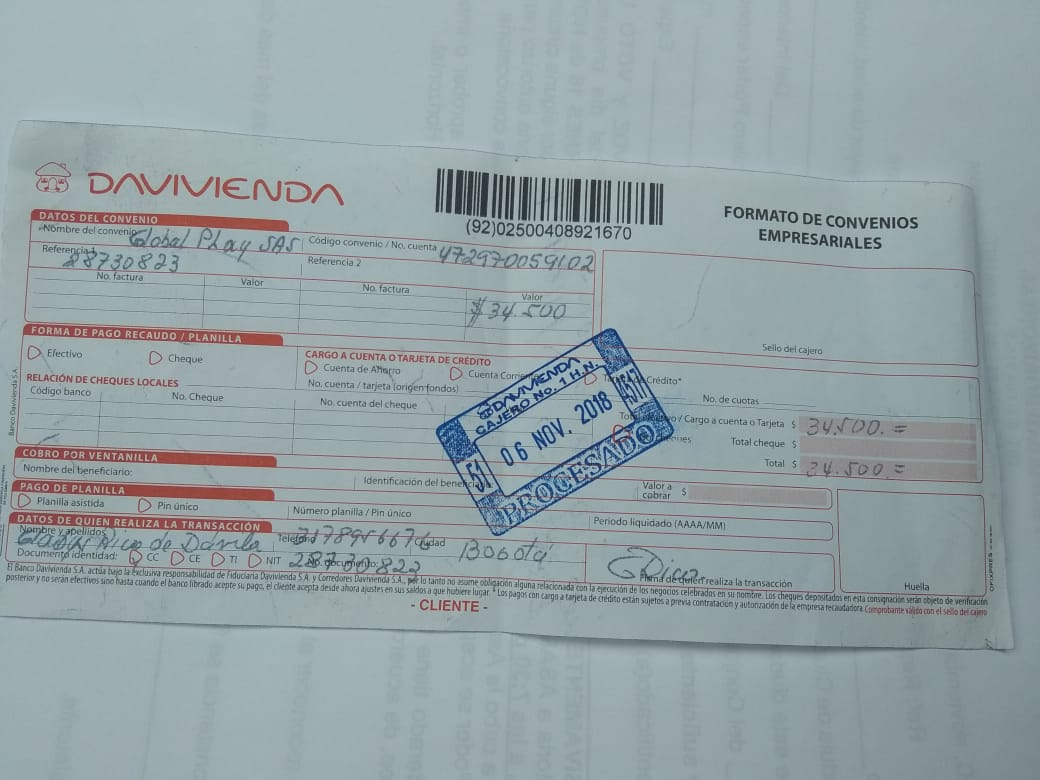 DAVIVIENDA
(92)02500408921670
FORMATO DE CONVENIOS
EMPRESARIALES
DATOS DEL CONVENIO
Nombre del convenio Global Play SAS Código convenio / No. cuenta 472970059102
Referencia 1 28730823 Referencia 2
No. factura Valor No. factura Valor
$34.500
Sello del cajero
FORMA DE PAGO RECAUDO / PLANILLA
Efectivo Cheque
CARGO A CUENTA O TARJETA DE CRÉDITO
Cuenta de Ahorro Cuenta Corriente Tarjeta de Crédito*
No. cuenta / tarjeta (origen fondos) No. de cuotas
RELACIÓN DE CHEQUES LOCALES
Código banco No. Cheque No. cuenta del cheque
/ Cargo a cuenta o Tarjeta $ 34.500.=
Total cheque $
Total $ 34.500=
DAVIVIENDA
CAJERO No. 1 H.N.
51 06 NOV. 2018
PROCESADO
COBRO POR VENTANILLA
Nombre del beneficiario: Identificación del
Valor a
cobrar $
PAGO DE PLANILLA
Planilla asistida Pin único Número planilla / Pin único Periodo liquidado (AAAA/MM)
DATOS DE QUIEN REALIZA LA TRANSACCIÓN
Nombre y apellidos de Dávila Teléfono Ciudad Bogotá
Documento identidad: CC CE TI NIT No. documento: 28730823
Firma de quien realiza la transacción
Huella
El Banco Davivienda S.A. actúa bajo la exclusiva responsabilidad de Fiduciaria Davivienda S.A. y Corredores Davivienda S.A., por lo tanto no asume obligación alguna relacionada con la ejecución de los negocios celebrados en su nombre. Los cheques depositados en esta consignación serán objeto de verificación
posterior y no serán efectivos sino hasta cuando el banco librado acepte su pago, el cliente acepta desde ahora ajustes en sus saldos a que hubiere lugar. * Los pagos con cargo a tarjeta de crédito están sujetos a previa contratación y autorización de la empresa recaudadora Comprobante válido con el sello del cajero
- CLIENTE -
Banco Davivienda S.A.